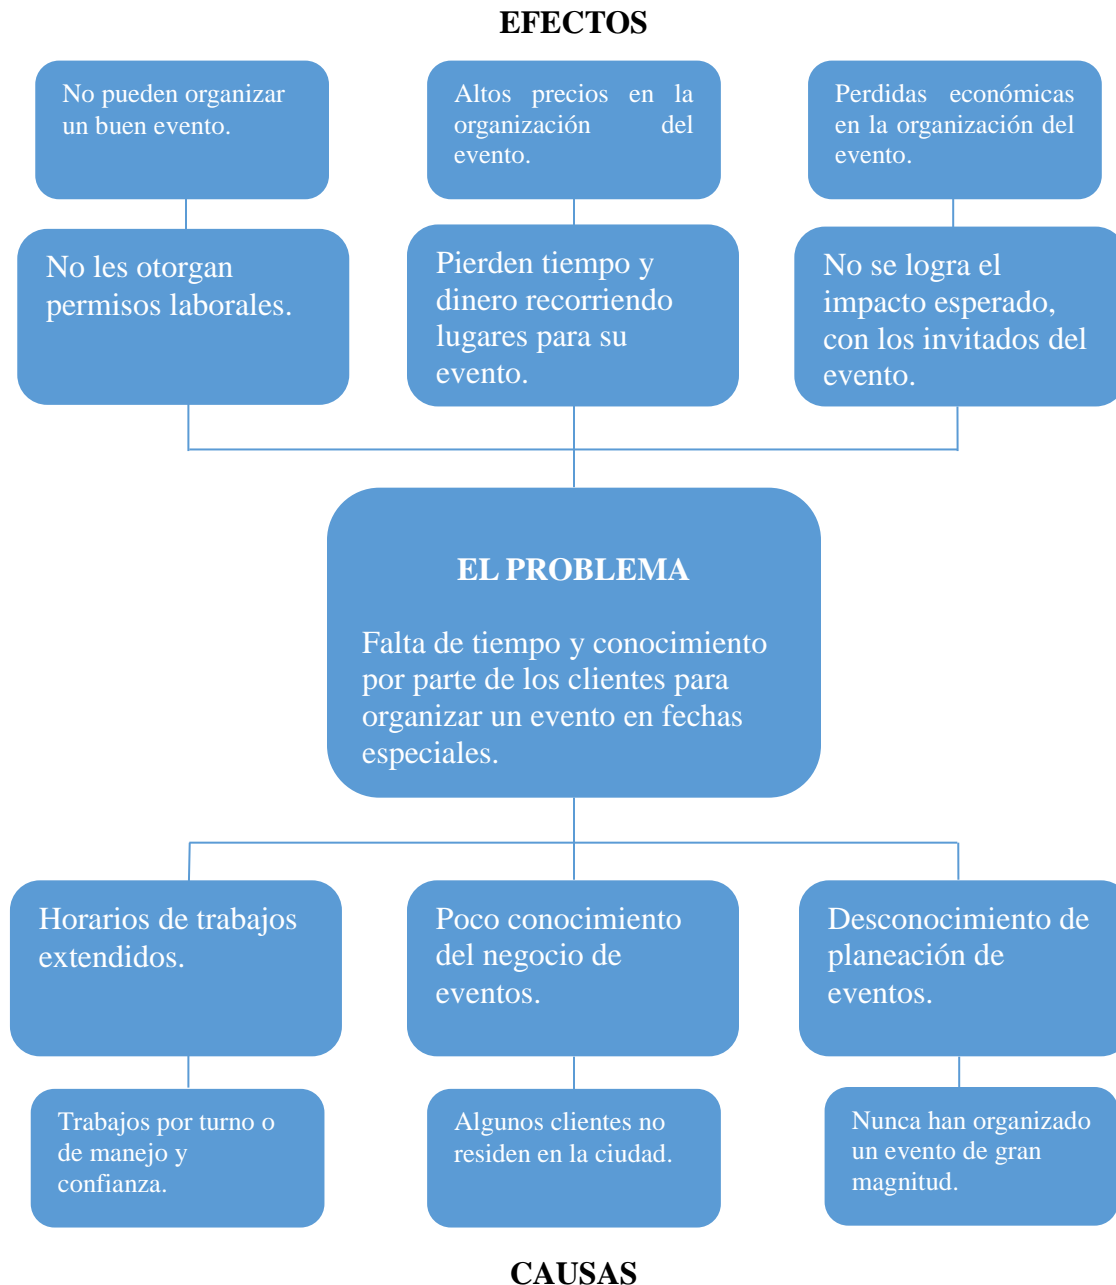 EFECTOS
No pueden organizar
un buen evento.
Altos precios en la
organización del
evento.
Perdidas económicas
en la organización del
evento.
No les otorgan
permisos laborales.
Pierden tiempo y
dinero recorriendo
lugares para su
evento.
No se logra el
impacto esperado,
con los invitados del
evento.
EL PROBLEMA
Falta de tiempo y conocimiento
por parte de los clientes para
organizar un evento en fechas
especiales.
Horarios de trabajos
extendidos.
Poco conocimiento
del negocio de
eventos.
Desconocimiento de
planeación de
eventos.
Trabajos por turno o
de manejo y
confianza.
Algunos clientes no
residen en la ciudad.
Nunca han organizado
un evento de gran
magnitud.
CAUSAS